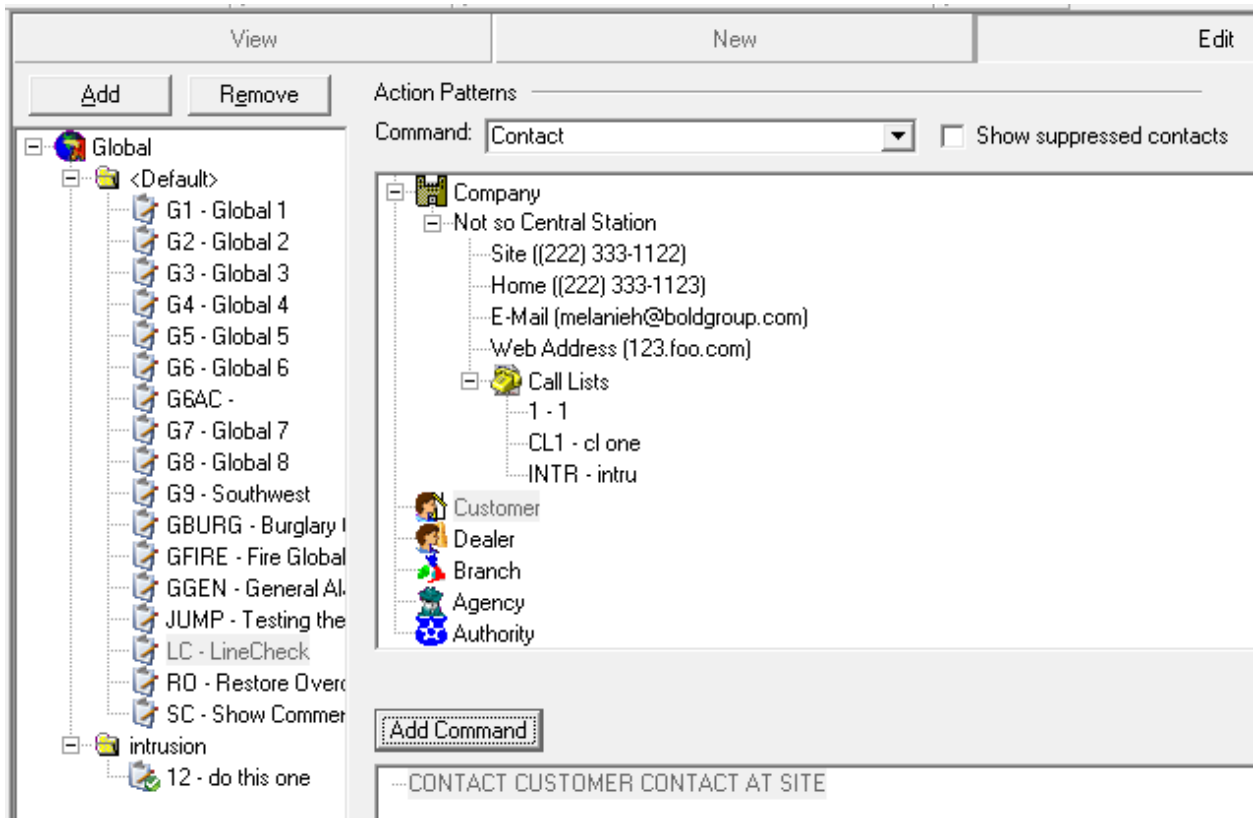 View
New
Edit
Add
Remove
Action Patterns
Command:
Contact
Show suppressed contacts
Global
<Default>
G1 - Global 1
G2 - Global 2
G3 - Global 3
G4 - Global 4
G5 - Global 5
G6 - Global 6
G6AC -
G7 - Global 7
G8 - Global 8
G9 - Southwest
GBURG - Burglary
GFIRE - Fire Global
GGEN - General
JUMP - Testing the
LC - LineCheck
RO - Restore
SC - Show
intrusion
12 - do this one
Company
Not so Central Station
Site ((222) 333-1122)
Home ((222) 333-1123)
E-Mail (melanieh@boldgroup.com)
Web Address (123.foo.com)
Call Lists
1 - 1
CL1 - cl one
INTR - intru
Customer
Dealer
Branch
Agency
Authority
Add Command
CONTACT CUSTOMER CONTACT AT SITE